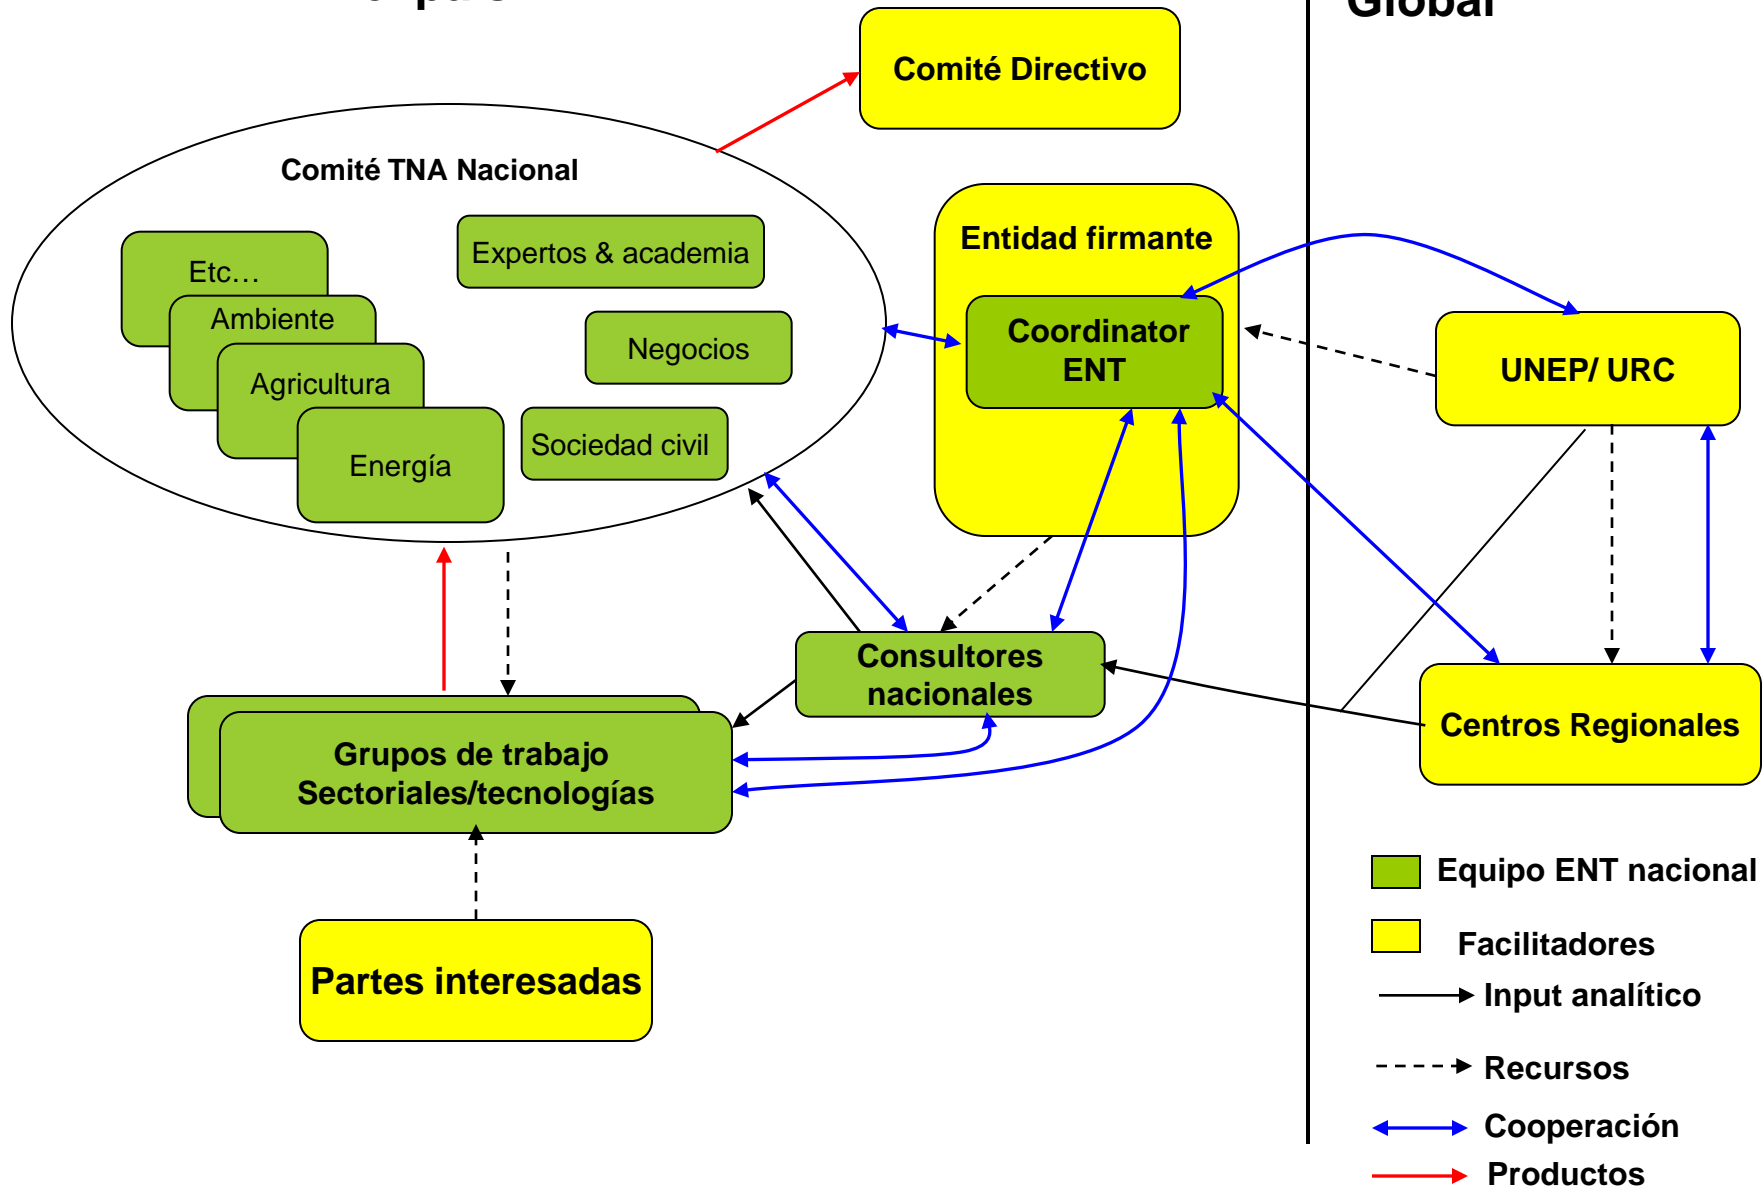 Global
Comité Directivo
Comité TNA Nacional
Etc…
Ambiente
Agricultura
Energía
Expertos & academia
Negocios
Sociedad civil
Entidad firmante
Coordinator
ENT
UNEP/ URC
Consultores
nacionales
Centros Regionales
Grupos de trabajo
Sectoriales/tecnologías
Partes interesadas
Equipo ENT nacional
Facilitadores
Input analítico
Recursos
Cooperación
Productos